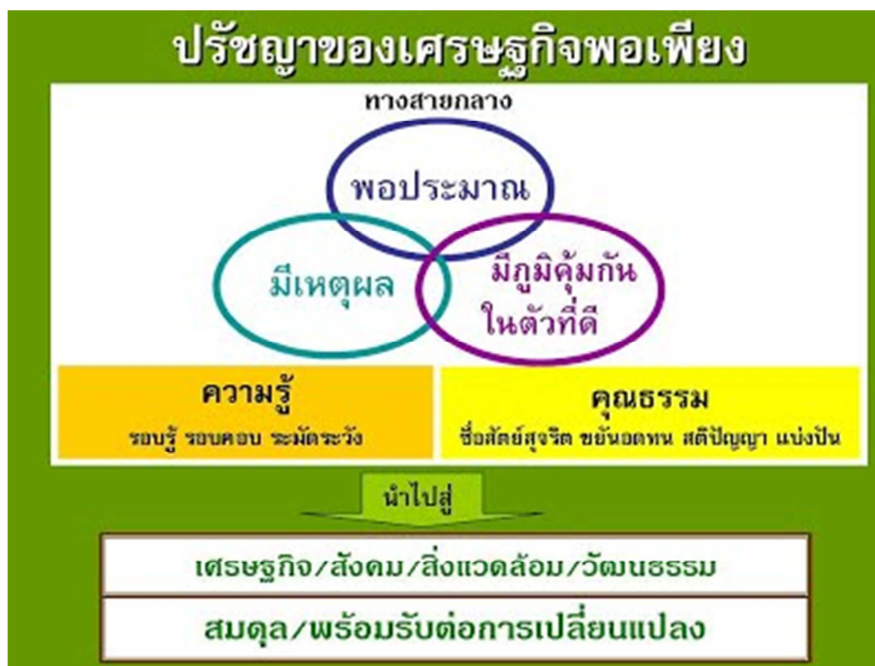 ปรัชญาของเศรษฐกิจพอเพียง
ทางสายกลาง
พอประมาณ
มีเหตุผล
มีภูมิคุ้มกัน
ในตัวที่ดี
ความรู้
รอบรู้ รอบคอบ ระมัดระวัง
คุณธรรม
ซื่อสัตย์สุจริต ขยันอดทน สติปัญญา แบ่งปัน
นำไปสู่
เศรษฐกิจ/สังคม/สิ่งแวดล้อม/วัฒนธรรม
สมดุล/พร้อมรับต่อการเปลี่ยนแปลง